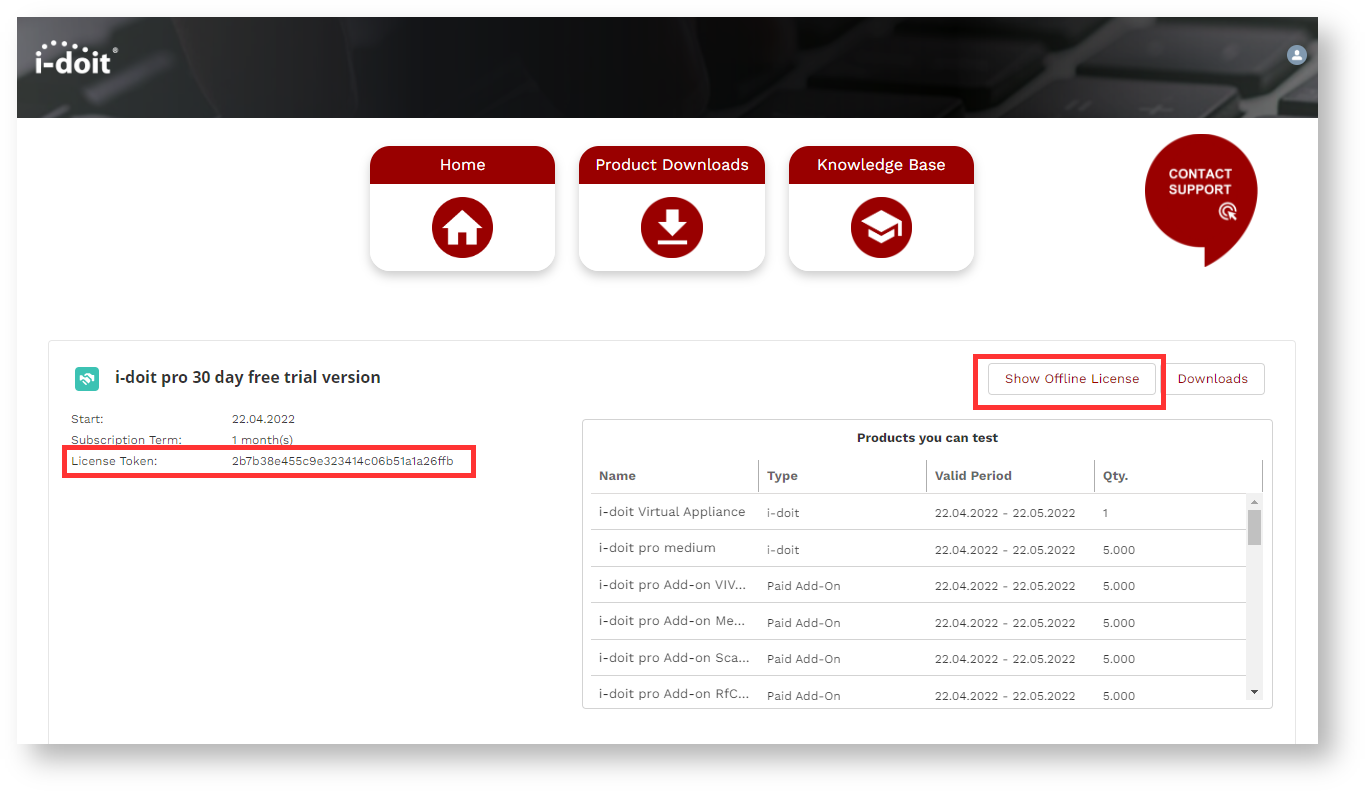 i-doit®
Home
Product Downloads
Knowledge Base
CONTACT
SUPPORT
i-doit pro 30 day free trial version
Show Offline License
Downloads
Start: 22.04.2022
Subscription Term: 1 month(s)
License Token: 2b7b38e455c9e323414c06b51a1a26ffb
Products you can test
Name Type Valid Period Qty.
i-doit Virtual Appliance i-doit 22.04.2022 - 22.05.2022 1
i-doit pro medium i-doit 22.04.2022 - 22.05.2022 5.000
i-doit pro Add-on VIV... Paid Add-On 22.04.2022 - 22.05.2022 5.000
i-doit pro Add-on Me... Paid Add-On 22.04.2022 - 22.05.2022 5.000
i-doit pro Add-on Sca... Paid Add-On 22.04.2022 - 22.05.2022 5.000
i-doit pro Add-on RfC... Paid Add-On 22.04.2022 - 22.05.2022 5.000